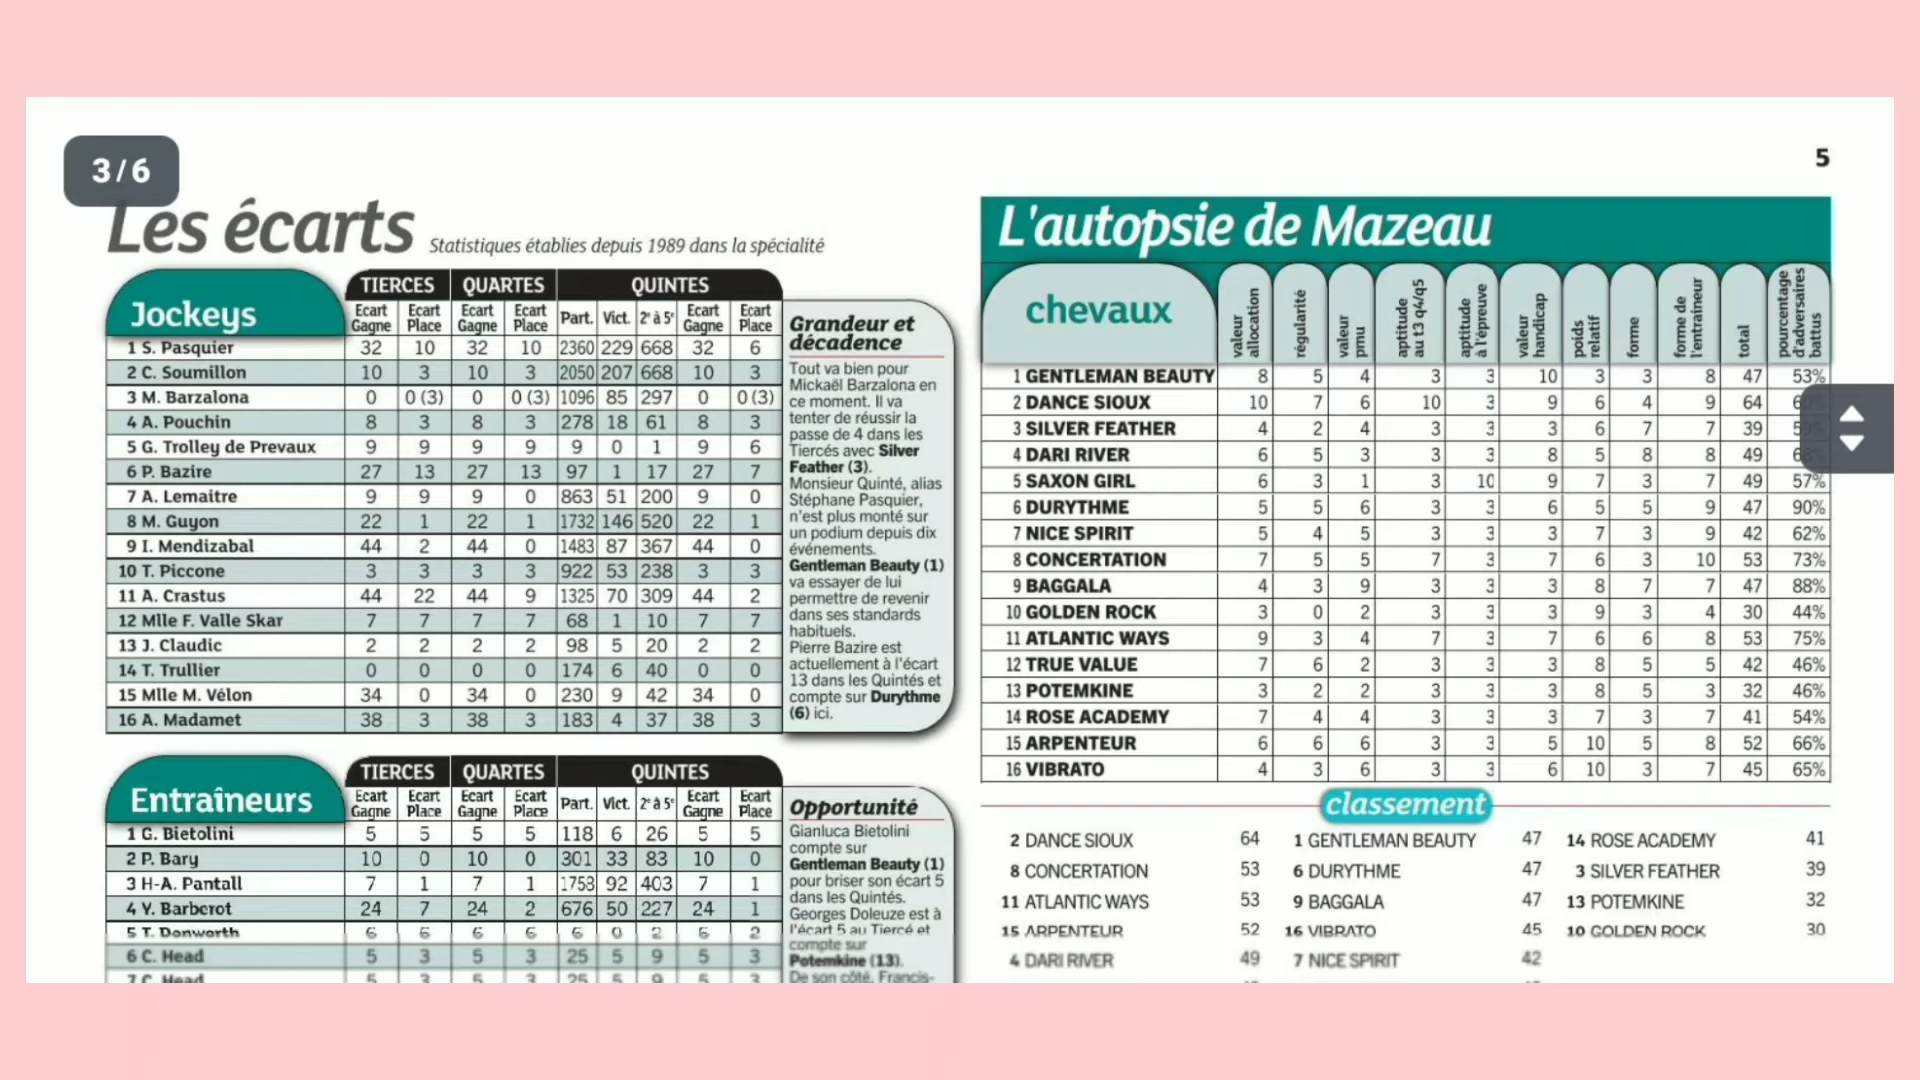 3/6
5
Les écarts Statistiques établies depuis 1989 dans la spécialité
Jockeys
TIERCES QUARTES QUINTES
Ecart Gagne Ecart Place Ecart Gagne Ecart Place Part. Vict. 2e à 5e Ecart Gagne Ecart Place
1 S. Pasquier 32 10 32 10 2360 229 668 32 6
2 C. Soumillon 10 3 10 3 2050 207 668 10 3
3 M. Barzalona 0 0 (3) 0 0 (3) 1096 85 297 0 0 (3)
4 A. Pouchin 8 3 8 3 278 18 61 8 3
5 G. Trolley de Prevaux 9 9 9 9 9 0 1 9 6
6 P. Bazire 27 13 27 13 97 1 17 27 7
7 A. Lemaitre 9 9 9 0 863 51 200 9 0
8 M. Guyon 22 1 22 1 1732 146 520 22 1
9 I. Mendizabal 44 2 44 0 1483 87 367 44 0
10 T. Piccone 3 3 3 3 922 53 238 3 3
11 A. Crastus 44 22 44 9 1325 70 309 44 2
12 Mlle F. Valle Skar 7 7 7 7 68 1 10 7 7
13 J. Claudic 2 2 2 2 98 5 20 2 2
14 T. Trullier 0 0 0 0 174 6 40 0 0
15 Mlle M. Vélon 34 0 34 0 230 9 42 34 0
16 A. Madamet 38 3 38 3 183 4 37 38 3
Grandeur et
décadence
Tout va bien pour
Mickaël Barzalona en
ce moment. Il va
tenter de réussir la
passe de 4 dans les
Tiercés avec Silver
Feather (3).
Monsieur Quinté, alias
Stéphane Pasquier,
n'est plus monté sur
un podium depuis dix
événements.
Gentleman Beauty (1)
va essayer de lui
permettre de revenir
dans ses standards
habituels.
Pierre Bazire est
actuellement à l'écart
13 dans les Quintés et
compte sur Durythme
(6) ici.
Entraîneurs
TIERCES QUARTES QUINTES
Ecart Gagne Ecart Place Ecart Gagne Ecart Place Part. Vict. 2e à 5e Ecart Gagne Ecart Place
1 G. Bietolini 5 5 5 5 118 6 26 5 5
2 P. Bary 10 0 10 0 301 33 83 10 0
3 H-A. Pantall 7 1 7 1 1758 92 403 7 1
4 Y. Barberot 24 7 24 2 676 50 227 24 1
5 T. Donworth 6 6 6 6 6 0 2 6 2
6 C. Head 5 3 5 3 25 5 9 5 3
7 C. Head 5 3 5 3 25 5 9 5 3
Opportunité
Gianluca Bietolini
compte sur
Gentleman Beauty (1)
pour briser son écart 5
dans les Quintés.
Georges Doleuze est à
l'écart 5 au Tiercé et
compte sur
Potemkine (13).
De son côté, Francis-
L'autopsie de Mazeau
chevaux
valeur allocation
régularité
valeur pmu
aptitude au t3 q4/q5
aptitude à l'épreuve
valeur handicap
poids relatif
forme
forme de l'entraîneur
total
pourcentage d'adversaires battus
1 GENTLEMAN BEAUTY 8 5 4 3 3 10 3 3 8 47 53%
2 DANCE SIOUX 10 7 6 10 3 9 6 4 9 64
3 SILVER FEATHER 4 2 4 3 3 3 6 7 7 39
4 DARI RIVER 6 5 3 3 3 8 5 8 8 49
5 SAXON GIRL 6 3 1 3 10 9 7 3 7 49 57%
6 DURYTHME 5 5 6 3 3 6 5 5 9 47 90%
7 NICE SPIRIT 5 4 5 3 3 3 7 3 9 42 62%
8 CONCERTATION 7 5 5 7 3 7 6 3 10 53 73%
9 BAGGALA 4 3 9 3 3 3 8 7 7 47 88%
10 GOLDEN ROCK 3 0 2 3 3 3 9 3 4 30 44%
11 ATLANTIC WAYS 9 3 4 7 3 7 6 6 8 53 75%
12 TRUE VALUE 7 6 2 3 3 3 8 5 5 42 46%
13 POTEMKINE 3 2 2 3 3 3 8 5 3 32 46%
14 ROSE ACADEMY 7 4 4 3 3 3 7 3 7 41 54%
15 ARPENTEUR 6 6 6 3 3 5 10 5 8 52 66%
16 VIBRATO 4 3 6 3 3 6 10 3 7 45 65%
classement
2 DANCE SIOUX 64 1 GENTLEMAN BEAUTY 47 14 ROSE ACADEMY 41
8 CONCERTATION 53 6 DURYTHME 47 3 SILVER FEATHER 39
11 ATLANTIC WAYS 53 9 BAGGALA 47 13 POTEMKINE 32
15 ARPENTEUR 52 16 VIBRATO 45 10 GOLDEN ROCK 30
4 DARI RIVER 49 7 NICE SPIRIT 42